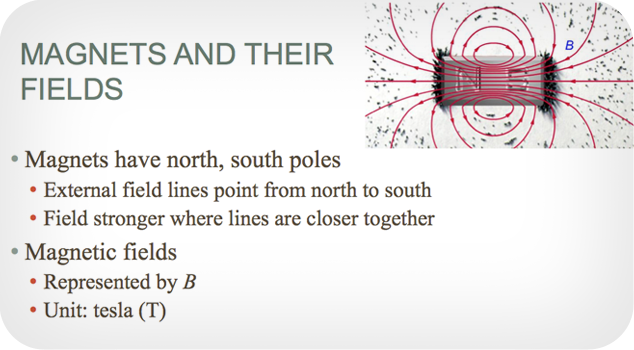 MAGNETS AND THEIR
FIELDS
B
• Magnets have north, south poles
• External field lines point from north to south
• Field stronger where lines are closer together
• Magnetic fields
• Represented by B
• Unit: tesla (T)